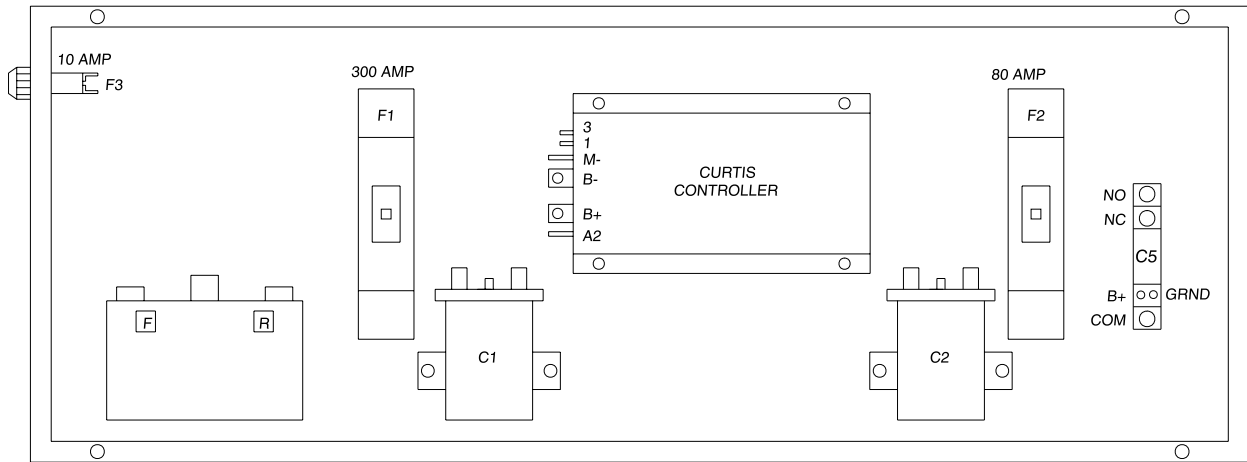 10 AMP
F3
300 AMP
F1
3
1
M-
B-
B+
A2
CURTIS
CONTROLLER
80 AMP
F2
NO
NC
C5
B+
GRND
COM
F
R
C1
C2